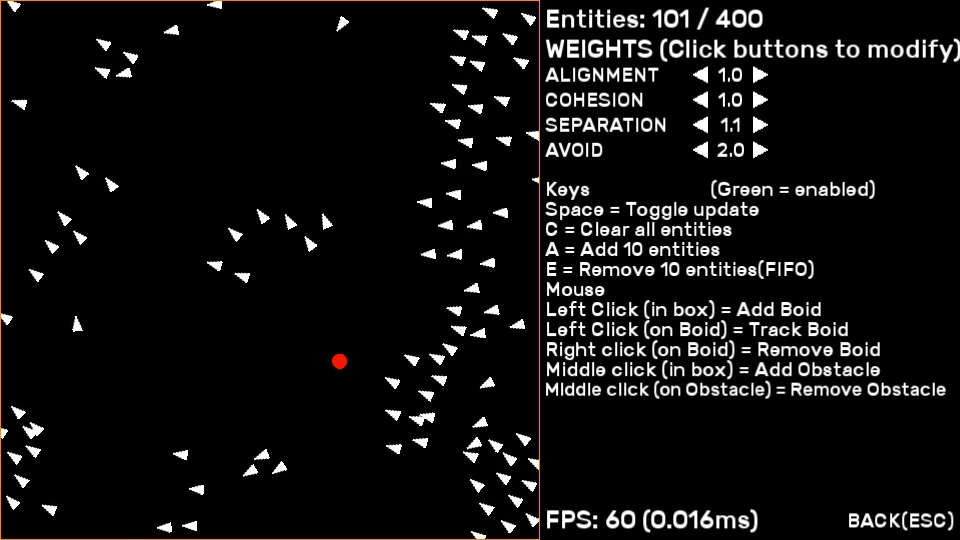 Entities: 101 / 400
WEIGHTS (Click buttons to modify)
ALIGNMENT 1.0
COHESION 1.0
SEPARATION 1.1
AVOID 2.0
Keys (Green = enabled)
Space = Toggle update
C = Clear all entities
A = Add 10 entities
E = Remove 10 entities(FIFO)
Mouse
Left Click (in box) = Add Boid
Left Click (on Boid) = Track Boid
Right click (on Boid) = Remove Boid
Middle click (in box) = Add Obstacle
Middle click (on Obstacle) = Remove Obstacle
FPS: 60 (0.016ms) BACK(ESC)